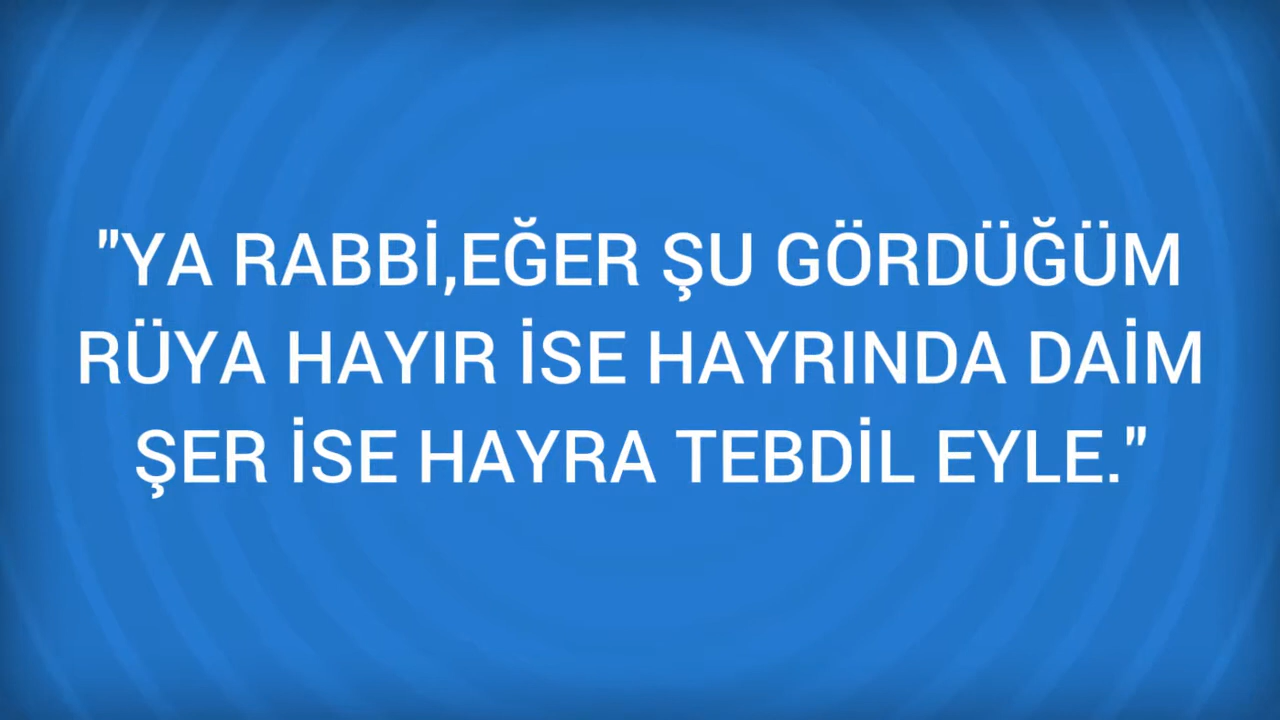 "YA RABBİ,EĞER ŞU GÖRDÜĞÜM
RÜYA HAYIR İSE HAYRINDA DAİM
ŞER İSE HAYRA TEBDİL EYLE."